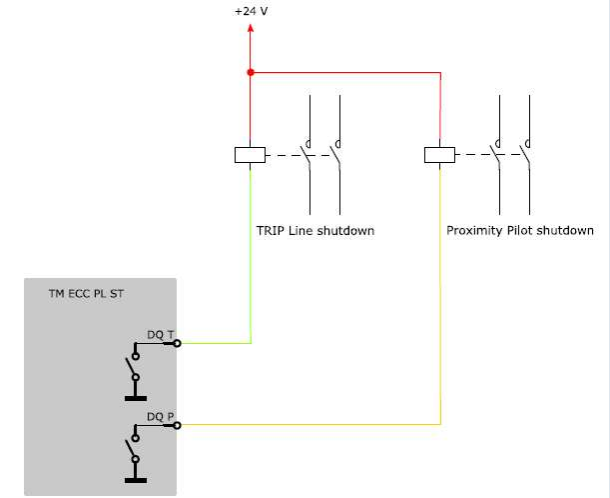 +24 V
TRIP Line shutdown
Proximity Pilot shutdown
TM ECC PL ST
DQ T
DQ P